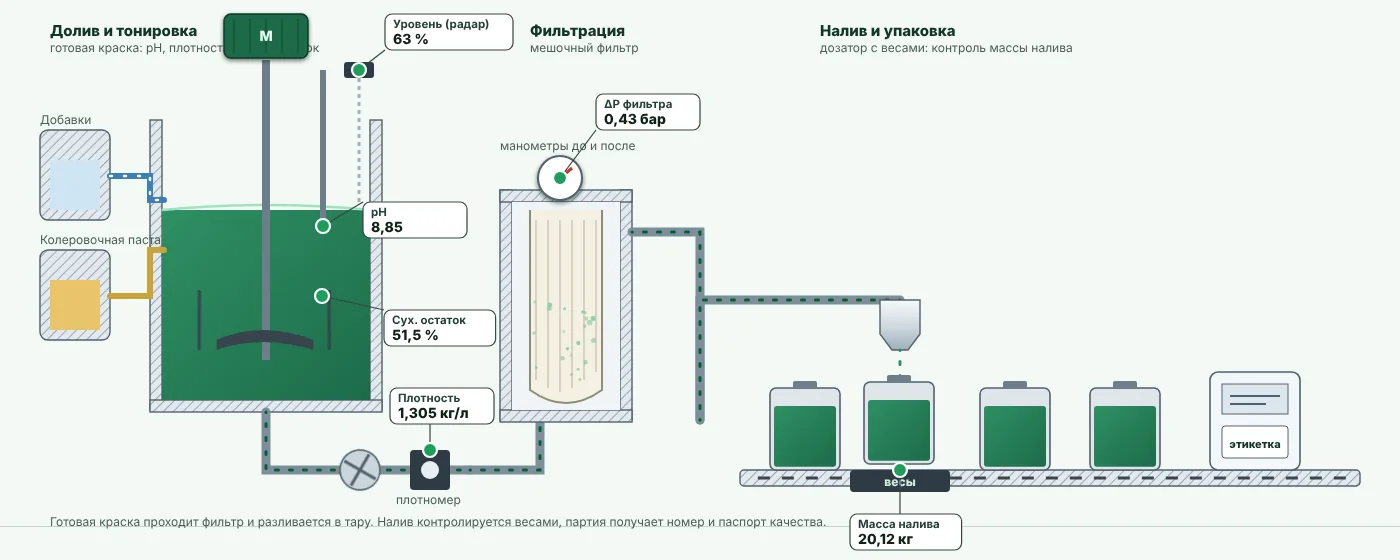 Долив и тонировка
готовая краска: pH, плотност ок
M
Уровень (радар)
63 %
Фильтрация
мешочный фильтр
Налив и упаковка
дозатор с весами: контроль массы налива
Добавки
ΔP фильтра
0,43 бар
манометры до и после
pH
8,85
Колеровочная паста
Сух. остаток
51,5 %
Плотность
1,305 кг/л
плотномер
этикетка
весы
Масса налива
20,12 кг
Готовая краска проходит фильтр и разливается в тару. Налив контролируется весами, партия получает номер и паспорт качества.